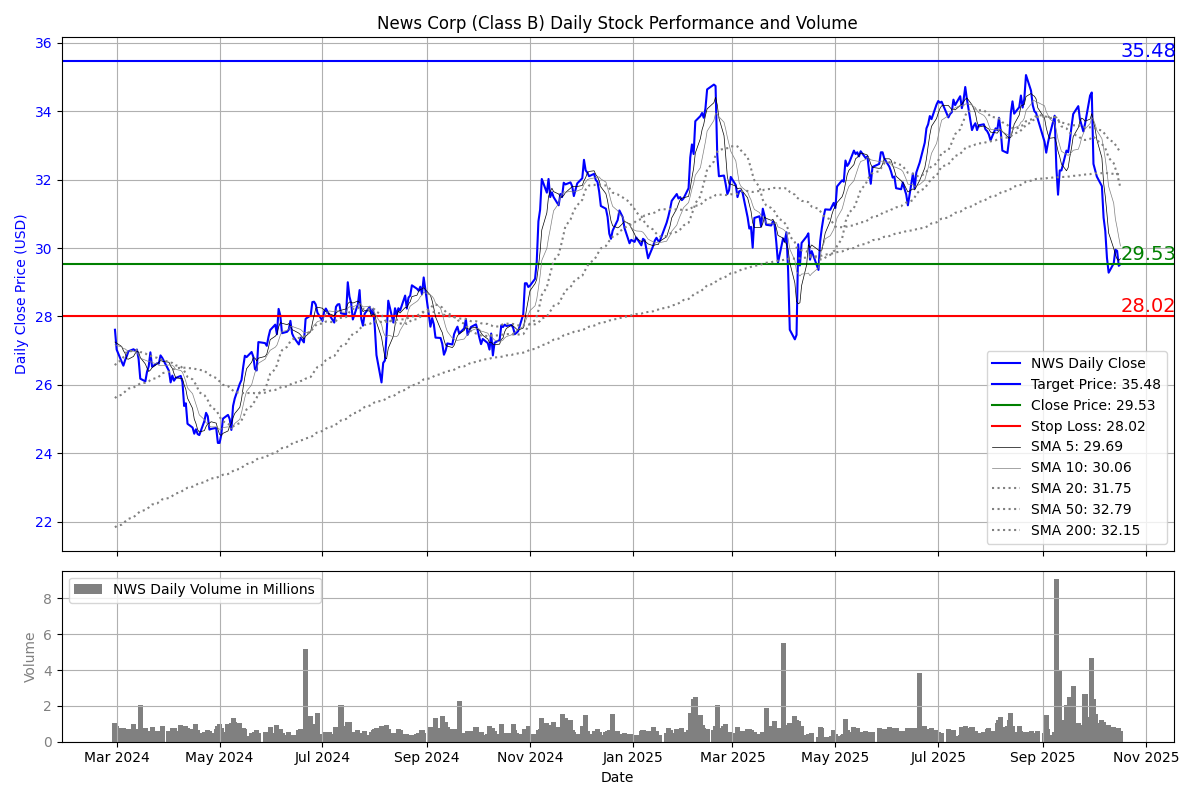 News Corp (Class B) Daily Stock Performance and Volume
36
34
32
30
28
26
24
22
Daily Close Price (USD)
35.48
29.53
28.02
NWS Daily Close
Target Price: 35.48
Close Price: 29.53
Stop Loss: 28.02
SMA 5: 29.69
SMA 10: 30.06
SMA 20: 31.75
SMA 50: 32.79
SMA 200: 32.15
NWS Daily Volume in Millions
8
6
4
2
0
Volume
Mar 2024 May 2024 Jul 2024 Sep 2024 Nov 2024 Jan 2025 Mar 2025 May 2025 Jul 2025 Sep 2025 Nov 2025
Date